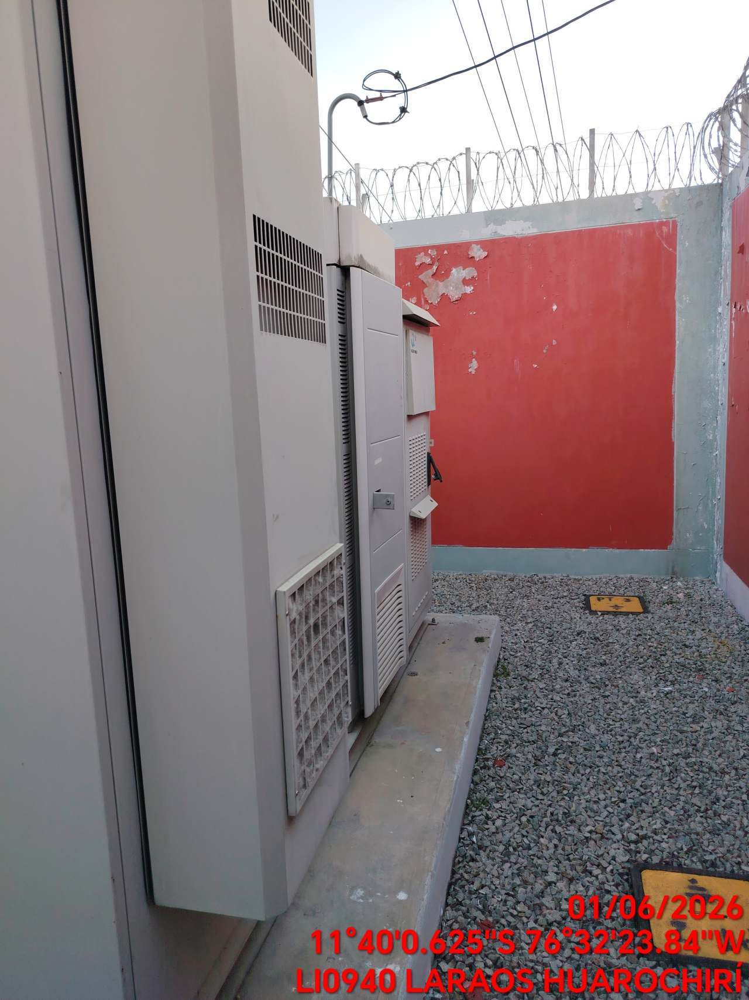 PT 3
01/06/2026
11°40'0.625"S 76°32'23.84"W
LI0940 LARAOS HUAROCHIRÍ